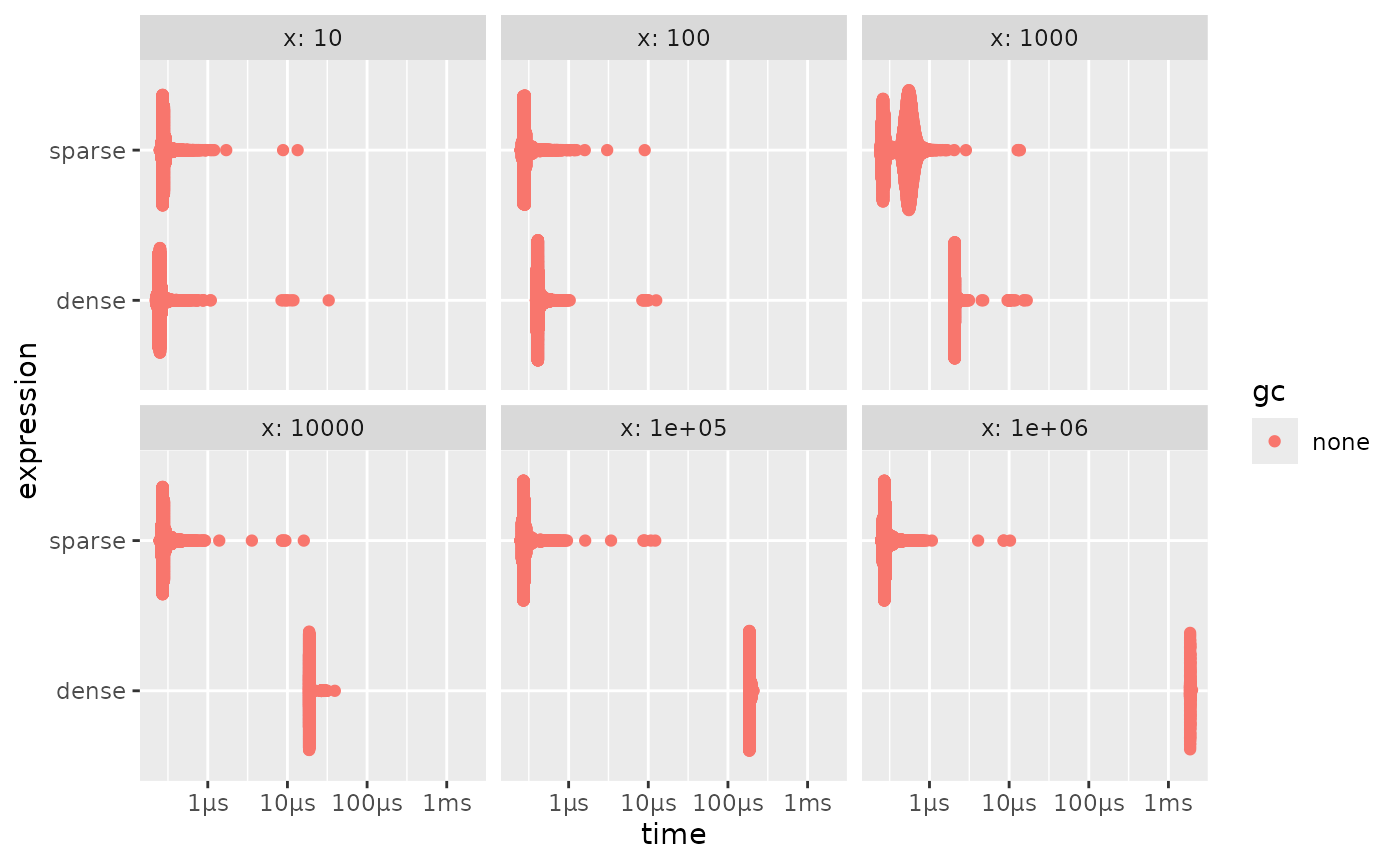 x: 10
x: 100
x: 1000
sparse
dense
x: 10000
x: 1e+05
x: 1e+06
sparse
dense
1µs 10µs 100µs 1ms
1µs 10µs 100µs 1ms
1µs 10µs 100µs 1ms
time
expression
gc
none